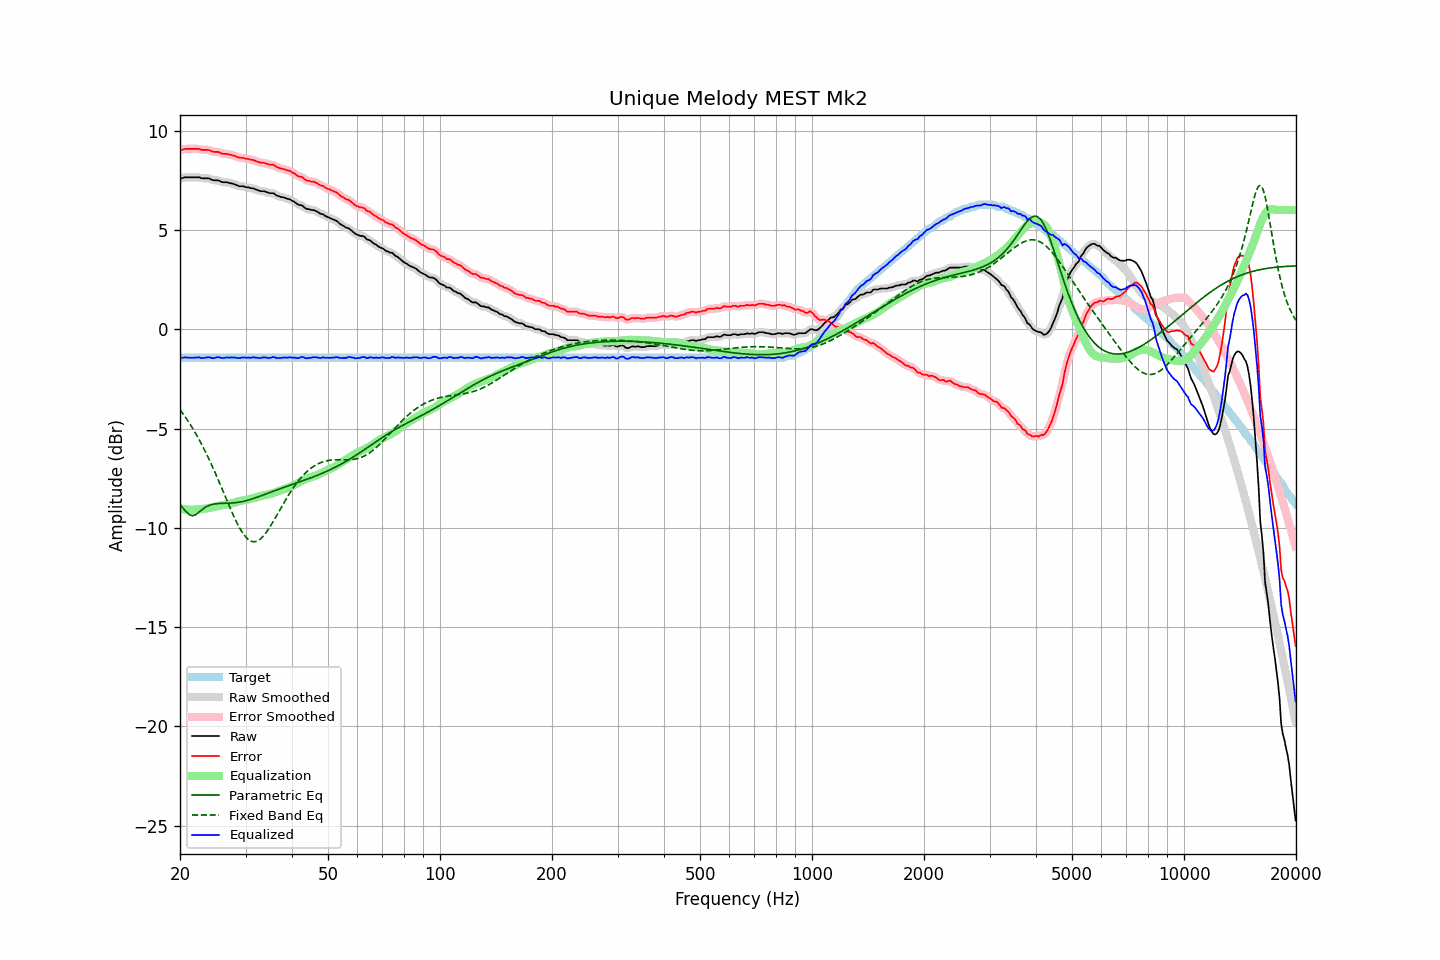 Unique Melody MEST Mk2
Amplitude (dBr)
10
5
0
−5
−10
−15
−20
−25
Target
Raw Smoothed
Error Smoothed
Raw
Error
Equalization
Parametric Eq
Fixed Band Eq
Equalized
20 50 100 200 500 1000 2000 5000 10000 20000
Frequency (Hz)